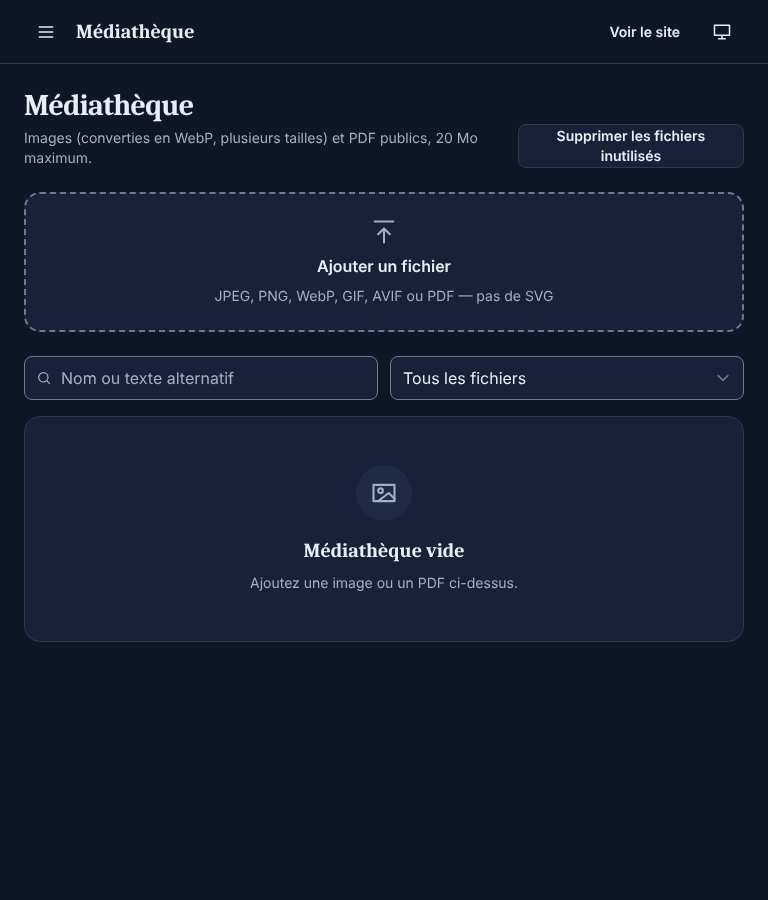 Médiathèque
Voir le site
Médiathèque
Images (converties en WebP, plusieurs tailles) et PDF publics, 20 Mo
maximum.
Supprimer les fichiers
inutilisés
Ajouter un fichier
JPEG, PNG, WebP, GIF, AVIF ou PDF — pas de SVG
Nom ou texte alternatif
Tous les fichiers
Médiathèque vide
Ajoutez une image ou un PDF ci-dessus.